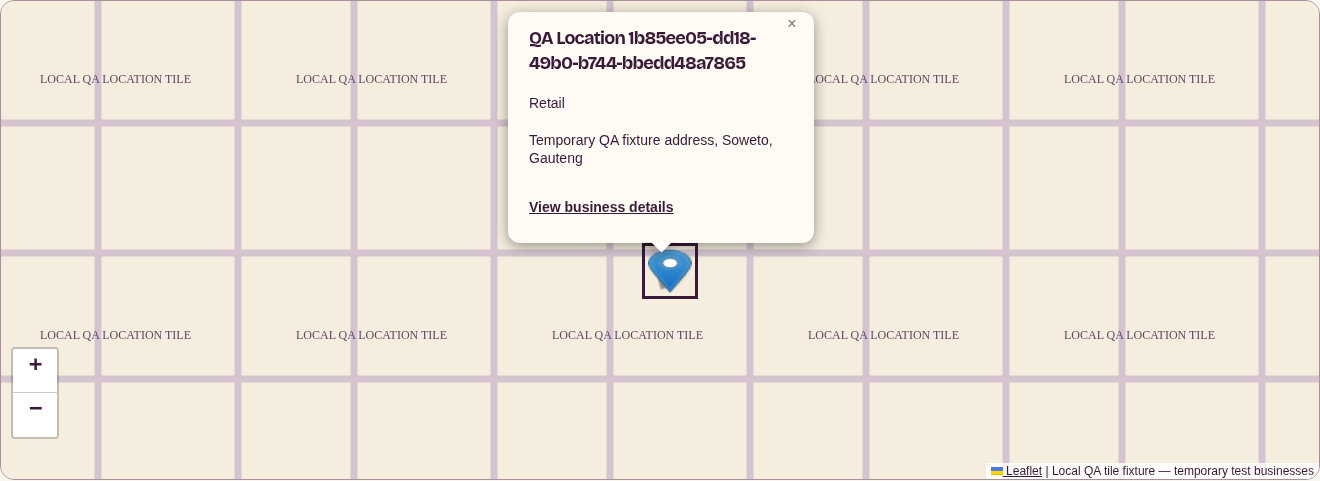 ×
QA Location 1b85ee05-dd18-
49b0-b744-bbedd48a7865
LOCAL QA LOCATION TILE
LOCAL QA LOCATION TILE
OCAL QA LOCATION TILE
LOCAL QA LOCATION TILE
Retail
Temporary QA fixture address, Soweto,
Gauteng
View business details
LOCAL QA LOCATION TILE
LOCAL QA LOCATION TILE
LOCAL QA LOCATION TILE
LOCAL QA LOCATION TILE
LOCAL QA LOCATION TILE
+
−
Leaflet | Local QA tile fixture — temporary test businesses